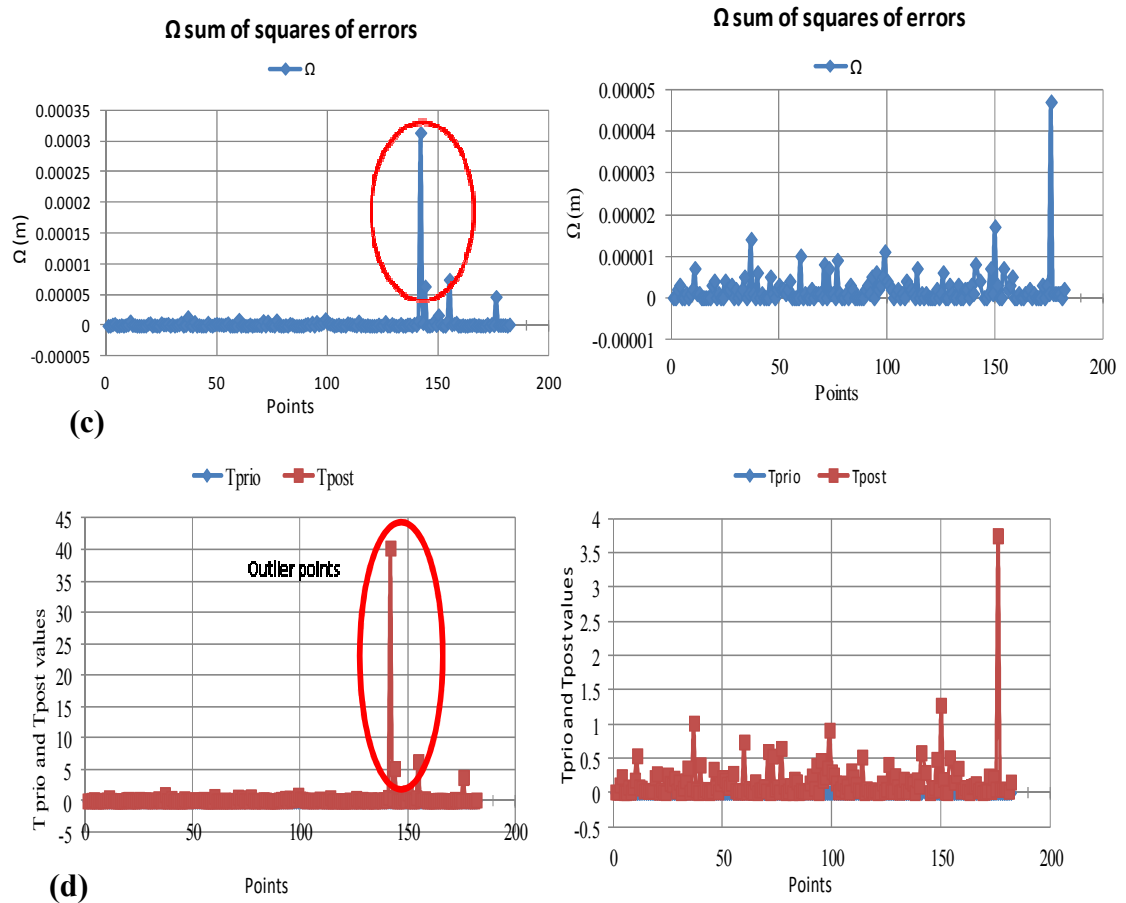 Ω sum of squares of errors
Ω
0.00035
0.0003
0.00025
0.0002
0.00015
0.0001
0.00005
0
-0.00005
Ω (m)
0 50 100 150 200
Points
Ω sum of squares of errors
Ω
0.00005
0.00004
0.00003
0.00002
0.00001
0
-0.00001
Ω (m)
0 50 100 150 200
Points
(c)
Tprio Tpost
45
40
35
30
25
20
15
10
5
0
-5
T prio and Tpost values
Outlier points
0 50 100 150 200
Points
Tprio Tpost
4
3.5
3
2.5
2
1.5
1
0.5
0
-0.5
Tprio and Tpost values
0 50 100 150 200
Points
(d)